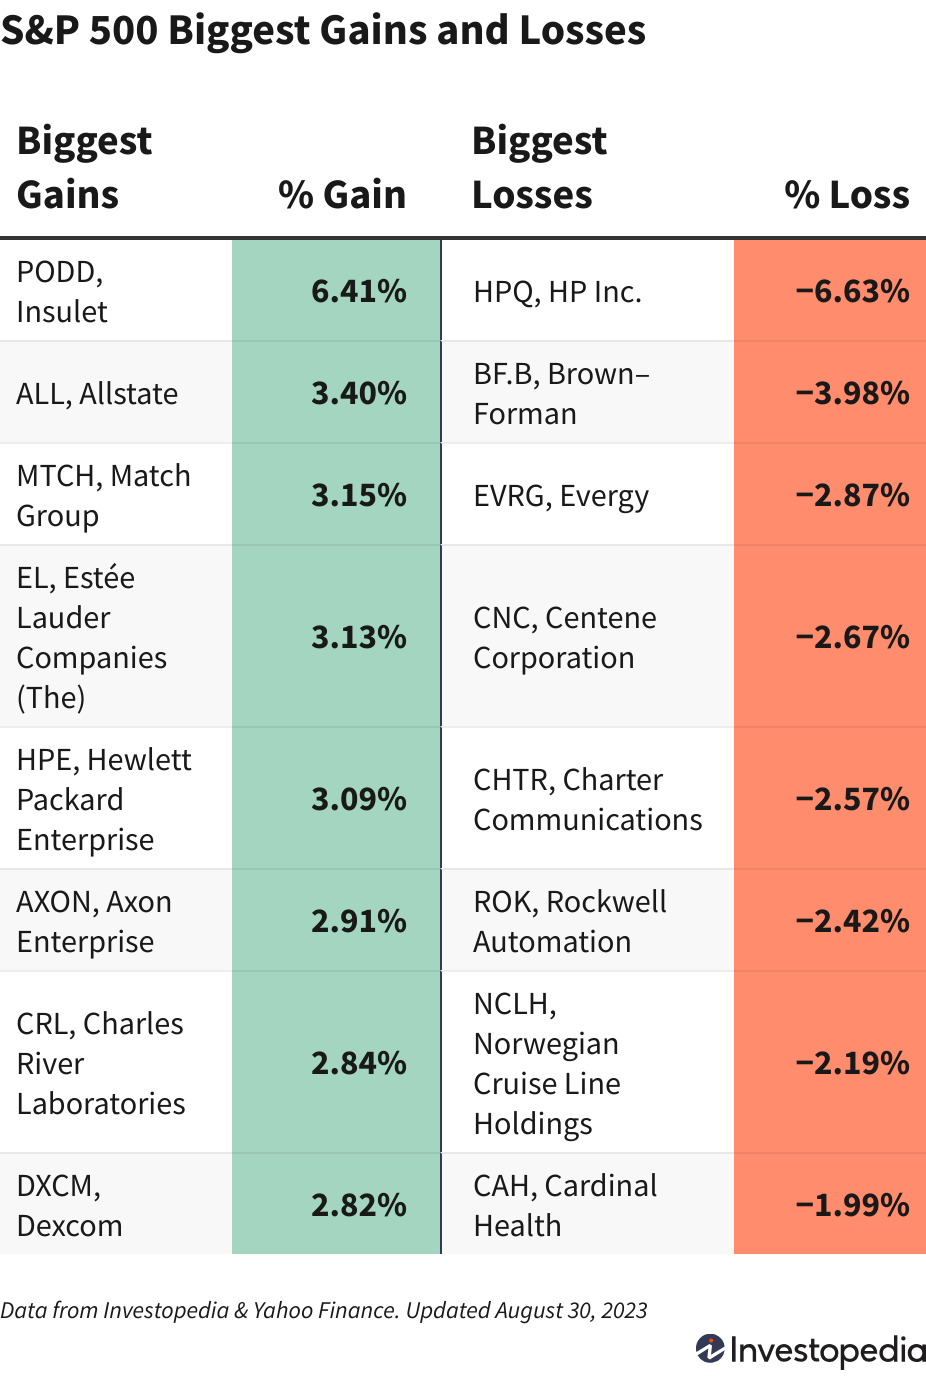 S&P 500 Biggest Gains and Losses
Biggest
Gains
% Gain
Biggest
Losses
% Loss
PODD,
Insulet
6.41%
HPQ, HP Inc.
−6.63%
ALL, Allstate
3.40%
BF.B, Brown–
Forman
−3.98%
MTCH, Match
Group
3.15%
EVRG, Evergy
−2.87%
EL, Estée
Lauder
Companies
(The)
3.13%
CNC, Centene
Corporation
−2.67%
HPE, Hewlett
Packard
Enterprise
3.09%
CHTR, Charter
Communications
−2.57%
AXON, Axon
Enterprise
2.91%
ROK, Rockwell
Automation
−2.42%
CRL, Charles
River
Laboratories
2.84%
NCLH,
Norwegian
Cruise Line
Holdings
−2.19%
DXCM,
Dexcom
2.82%
CAH, Cardinal
Health
−1.99%
Data from Investopedia & Yahoo Finance. Updated August 30, 2023
Investopedia